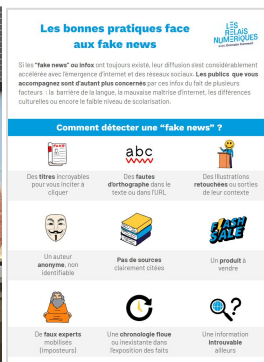 Les bonnes pratiques face
aux fake news
LES
RELAIS
NUMÉRIQUES
Si les "fake news" ou infox ont toujours existé, leur diffusion s'est considérablement
accélérée avec l'émergence d'internet et des réseaux sociaux. Les publics que vous
accompagnez sont d'autant plus concernés par ces infox du fait de plusieurs
facteurs : la barrière de la langue, la mauvaise maîtrise d'internet, les différences
culturelles ou encore le faible niveau de scolarisation.
Comment détecter une "fake news" ?
FAKE
abc
FLASH
SALE
Des titres incroyables
pour vous inciter à
cliquer
Des fautes
d'orthographe dans le
texte ou dans l'URL
Des illustrations
retouchées ou sorties
de leur contexte
Un auteur
anonyme, non
identifiable
Pas de sources
clairement citées
Un produit à
vendre
De faux experts
mobilisés
(imposteurs)
Une chronologie floue
ou inexistante dans
l'exposition des faits
Une information
introuvable
ailleurs